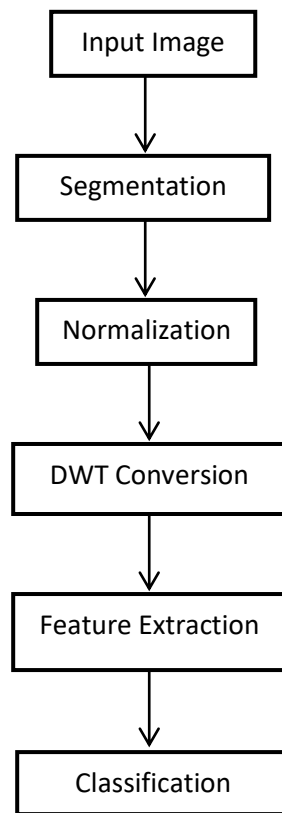 Input Image
Segmentation
Normalization
DWT Conversion
Feature Extraction
Classification